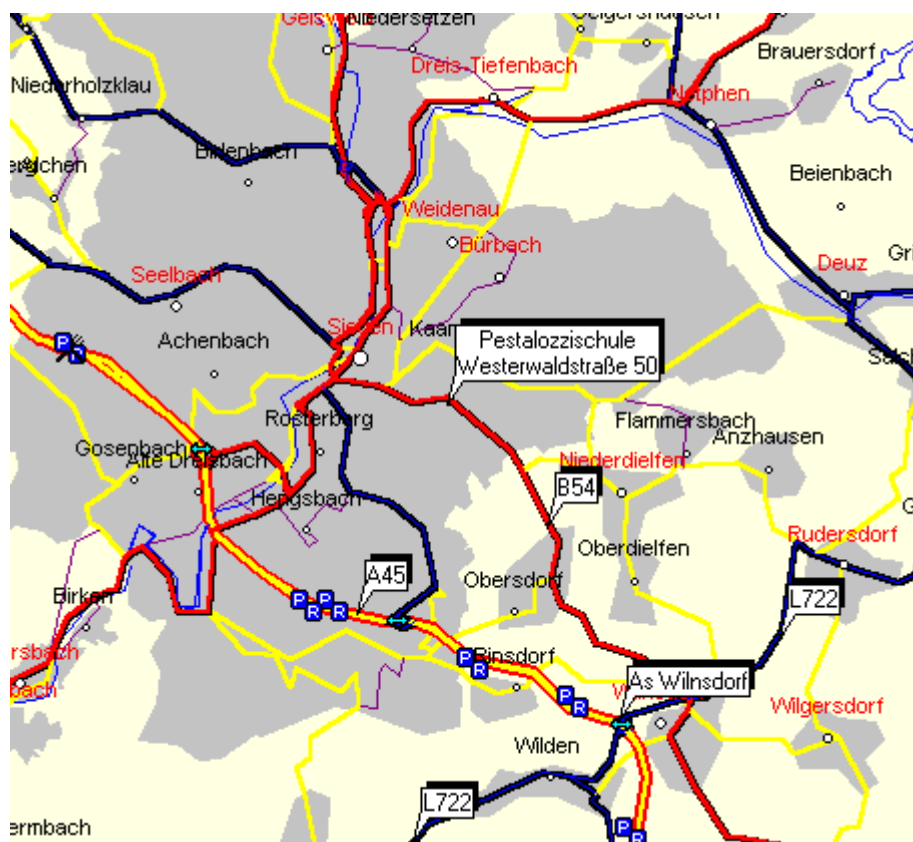 Niedersetzen
Dreis-Tiefenbach
Brauersdorf
Niederholzklau
Netphen
Birlenbach
Beienbach
Weidenau
Bürbach
Seelbach
Deuz
Achenbach
Siegen
Pestalozzischule
Westerwaldstraße 50
Rosterberg
Flammersbach
Anzhausen
Gosenbach
Alte Dreisbach
Niederdielfen
Hengsbach
B54
Rudersdorf
Oberdielfen
A45
Obersdorf
Birken
L722
Rinsdorf
As Wilnsdorf
Wilgersdorf
Wilden
L722
ermbach
P
R
P
R
P
R
P
R
P
R
P
R